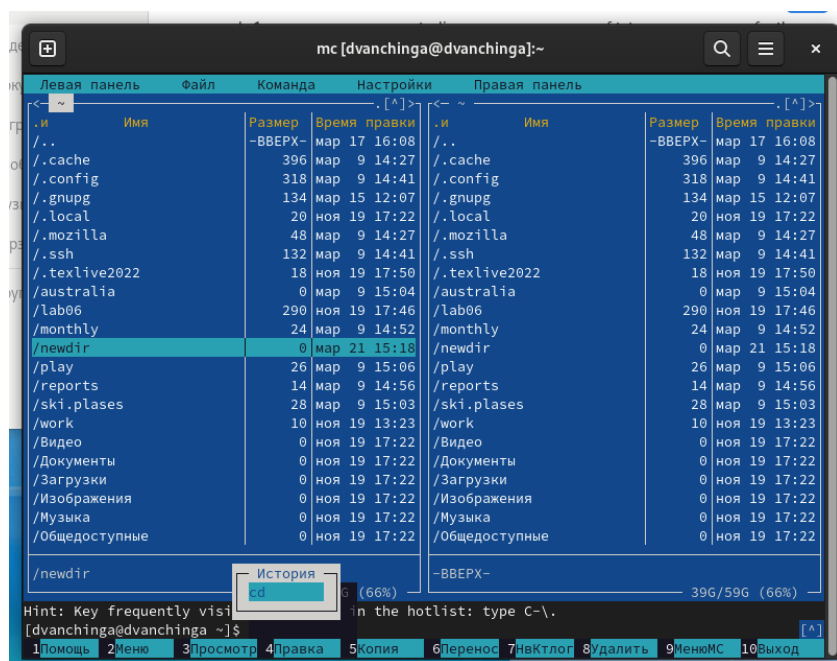 mc [dvanchinga@dvanchinga]:~
Левая панель Файл Команда Настройки Правая панель
<— ~ .[^]> <— ~ .[^]>
.и Имя Размер Время правки .и Имя Размер Время правки
/.. -ВВЕРХ- мар 17 16:08 /.. -ВВЕРХ- мар 17 16:08
/.cache 396 мар 9 14:27 /.cache 396 мар 9 14:27
/.config 318 мар 9 14:41 /.config 318 мар 9 14:41
/.gnupg 134 мар 15 12:07 /.gnupg 134 мар 15 12:07
/.local 20 ноя 19 17:22 /.local 20 ноя 19 17:22
/.mozilla 48 мар 9 14:27 /.mozilla 48 мар 9 14:27
/.ssh 132 мар 9 14:41 /.ssh 132 мар 9 14:41
/.texlive2022 18 ноя 19 17:50 /.texlive2022 18 ноя 19 17:50
/australia 0 мар 9 15:04 /australia 0 мар 9 15:04
/lab06 290 ноя 19 17:46 /lab06 290 ноя 19 17:46
/monthly 24 мар 9 14:52 /monthly 24 мар 9 14:52
/newdir 0 мар 21 15:18 /newdir 0 мар 21 15:18
/play 26 мар 9 15:06 /play 26 мар 9 15:06
/reports 14 мар 9 14:56 /reports 14 мар 9 14:56
/ski.plases 28 мар 9 15:03 /ski.plases 28 мар 9 15:03
/work 10 ноя 19 13:23 /work 10 ноя 19 13:23
/Видео 0 ноя 19 17:22 /Видео 0 ноя 19 17:22
/Документы 0 ноя 19 17:22 /Документы 0 ноя 19 17:22
/Загрузки 0 ноя 19 17:22 /Загрузки 0 ноя 19 17:22
/Изображения 0 ноя 19 17:22 /Изображения 0 ноя 19 17:22
/Музыка 0 ноя 19 17:22 /Музыка 0 ноя 19 17:22
/Общедоступные 0 ноя 19 17:22 /Общедоступные 0 ноя 19 17:22
/newdir История -ВВЕРХ-
cd G (66%) 39G/59G (66%)
Hint: Key frequently visi in the hotlist: type C-\.
[dvanchinga@dvanchinga ~]$ [^]
1Помощь 2Меню 3Просмотр 4Правка 5Копия 6Перенос 7НвКтлог 8Удалить 9МенюМС 10Выход